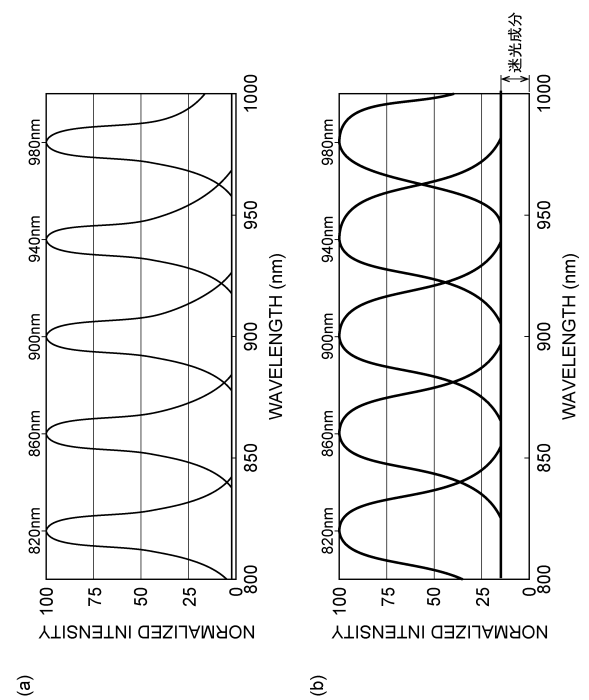 (a)
NORMALIZED INTENSITY
100
75
50
25
0
820nm
860nm
900nm
940nm
980nm
800
850
900
950
1000
WAVELENGTH (nm)
(b)
NORMALIZED INTENSITY
100
75
50
25
0
820nm
860nm
900nm
940nm
980nm
800
850
900
950
1000
WAVELENGTH (nm)
迷光成分